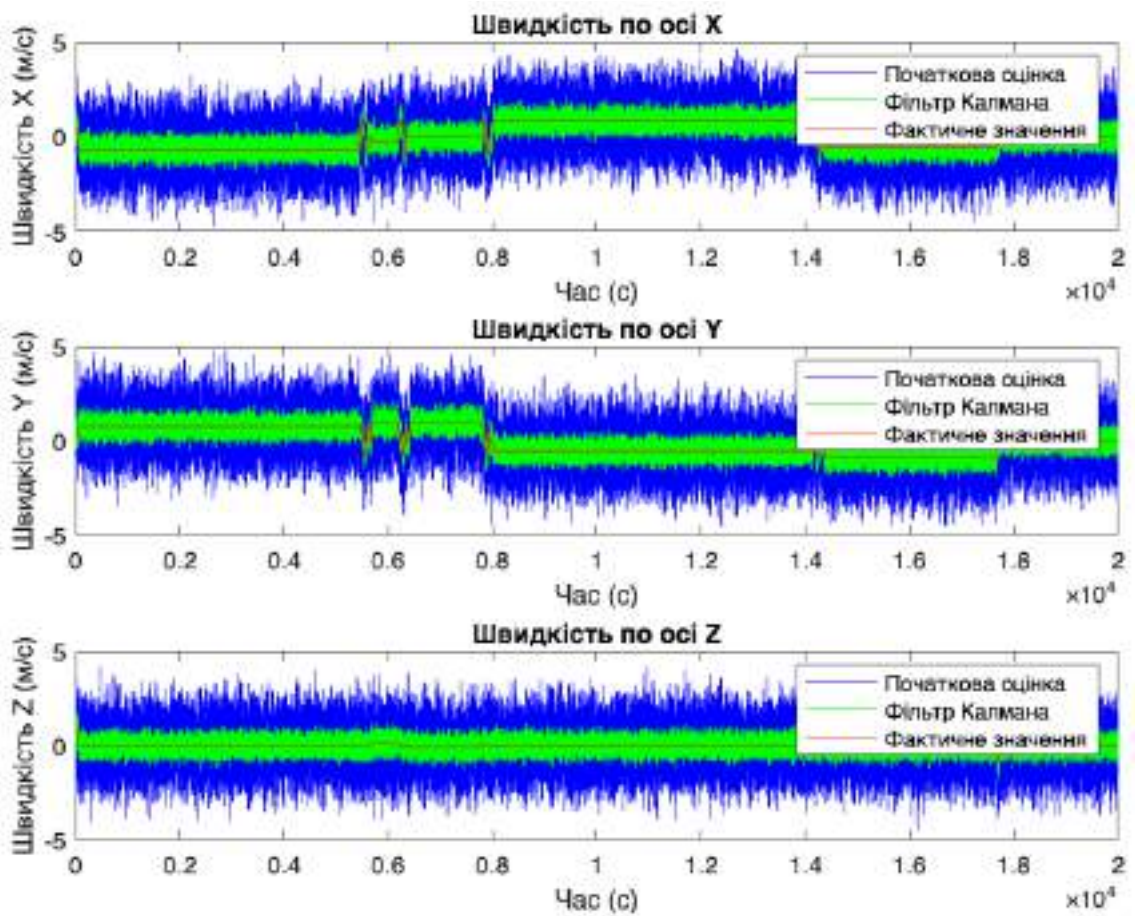 Швидкість по осі X
Швидкість X (м/с)
5
0
-5
Початкова оцінка
Фільтр Калмана
Фактичне значення
0 0.2 0.4 0.6 0.8 1 1.2 1.4 1.6 1.8 2
Час (с)
×10⁴
Швидкість по осі Y
Швидкість Y (м/с)
5
0
-5
Початкова оцінка
Фільтр Калмана
Фактичне значення
0 0.2 0.4 0.6 0.8 1 1.2 1.4 1.6 1.8 2
Час (с)
×10⁴
Швидкість по осі Z
Швидкість Z (м/с)
5
0
-5
Початкова оцінка
Фільтр Калмана
Фактичне значення
0 0.2 0.4 0.6 0.8 1 1.2 1.4 1.6 1.8 2
Час (с)
×10⁴